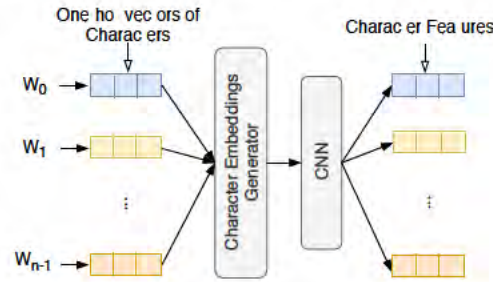 One ho vec ors of
Charac ers
Charac er Fea ures
W0
W1
...
Wn-1
Character Embeddings
Generator
CNN
...